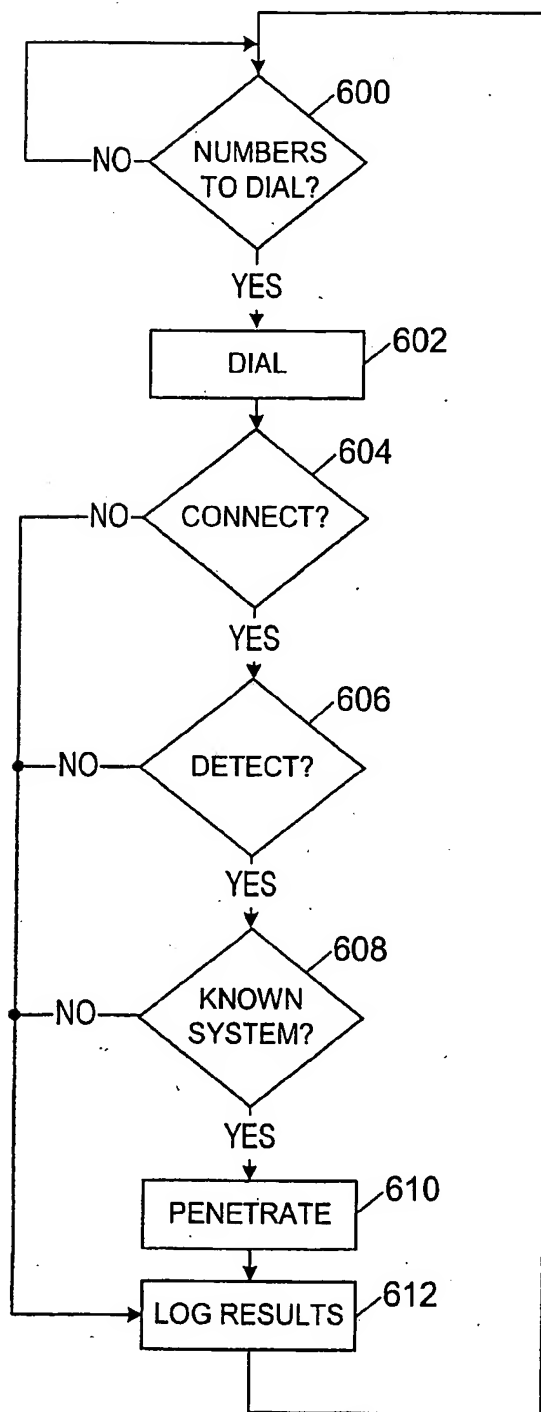 600
NUMBERS
TO DIAL?
NO
YES
DIAL
602
604
CONNECT?
NO
YES
606
DETECT?
NO
YES
608
KNOWN
SYSTEM?
NO
YES
PENETRATE
610
LOG RESULTS
612